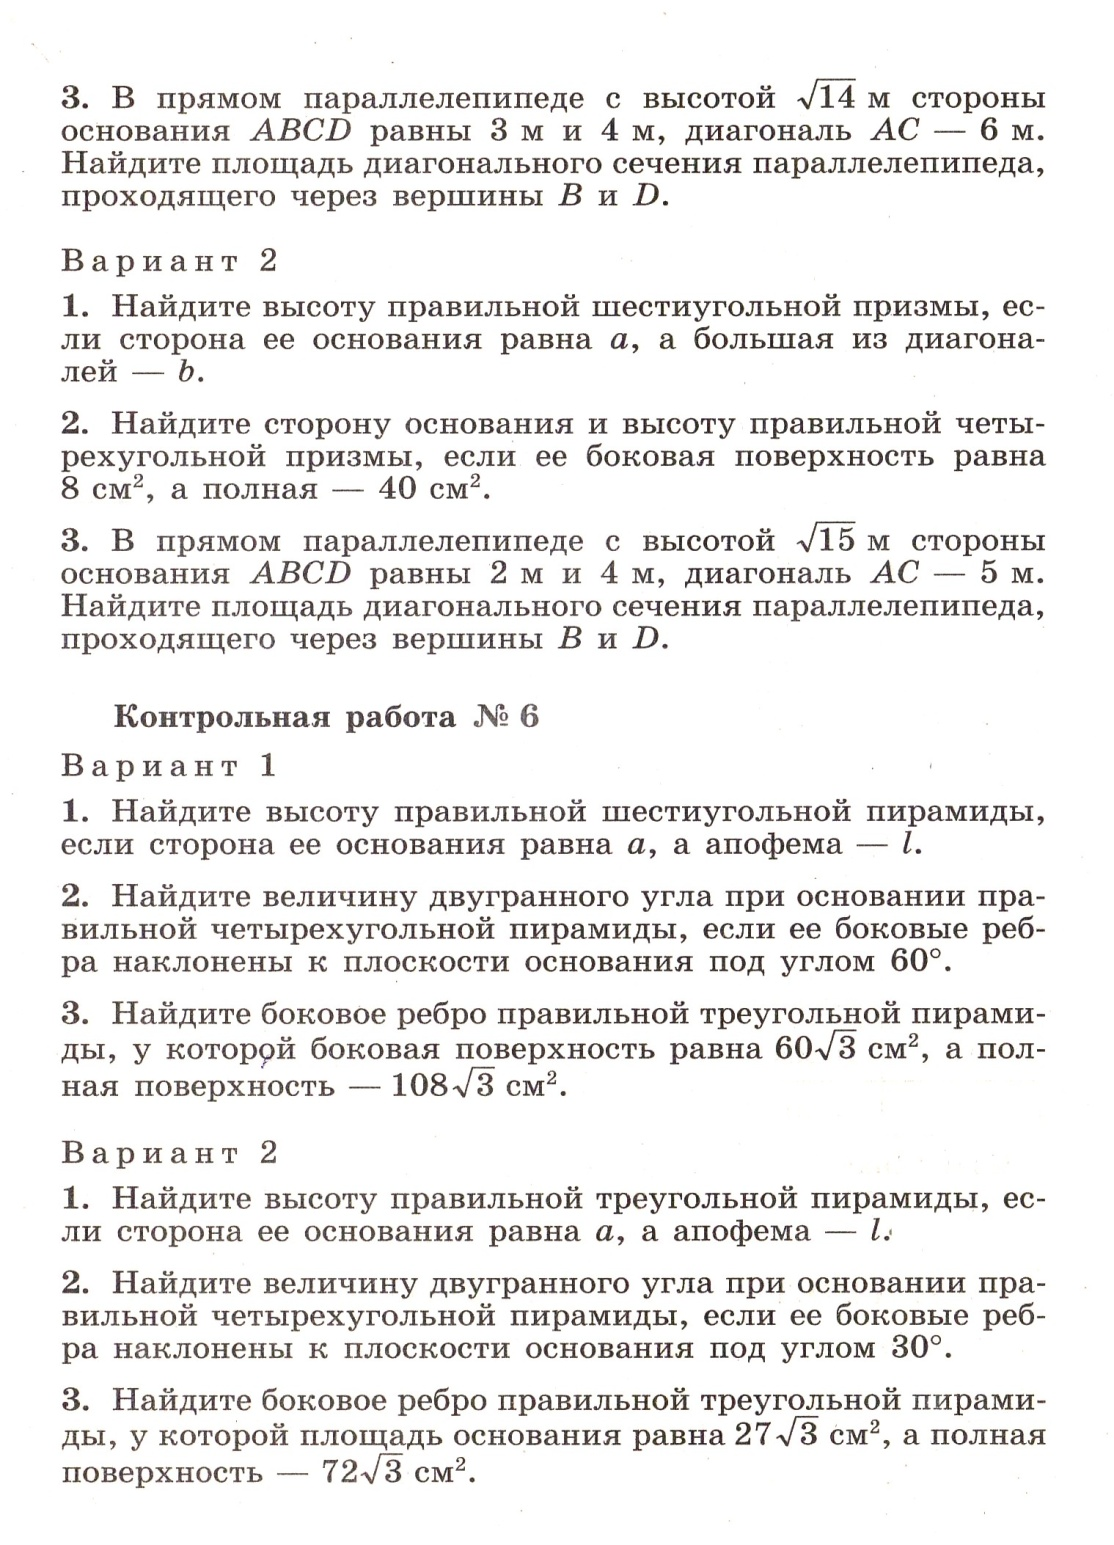 3. В прямом параллелепипеде с высотой √14 м стороны
основания ABCD равны 3 м и 4 м, диагональ AC — 6 м.
Найдите площадь диагонального сечения параллелепипеда,
проходящего через вершины B и D.
Вариант 2
1. Найдите высоту правильной шестиугольной призмы, ес-
ли сторона ее основания равна a, а большая из диагона-
лей — b.
2. Найдите сторону основания и высоту правильной четы-
рехугольной призмы, если ее боковая поверхность равна
8 см², а полная — 40 см².
3. В прямом параллелепипеде с высотой √15 м стороны
основания ABCD равны 2 м и 4 м, диагональ AC — 5 м.
Найдите площадь диагонального сечения параллелепипеда,
проходящего через вершины B и D.
Контрольная работа № 6
Вариант 1
1. Найдите высоту правильной шестиугольной пирамиды,
если сторона ее основания равна a, а апофема — l.
2. Найдите величину двугранного угла при основании пра-
вильной четырехугольной пирамиды, если ее боковые реб-
ра наклонены к плоскости основания под углом 60°.
3. Найдите боковое ребро правильной треугольной пирами-
ды, у которой боковая поверхность равна 60√3 см², а пол-
ная поверхность — 108√3 см².
Вариант 2
1. Найдите высоту правильной треугольной пирамиды, ес-
ли сторона ее основания равна a, а апофема — l.
2. Найдите величину двугранного угла при основании пра-
вильной четырехугольной пирамиды, если ее боковые реб-
ра наклонены к плоскости основания под углом 30°.
3. Найдите боковое ребро правильной треугольной пирами-
ды, у которой площадь основания равна 27√3 см², а полная
поверхность — 72√3 см².